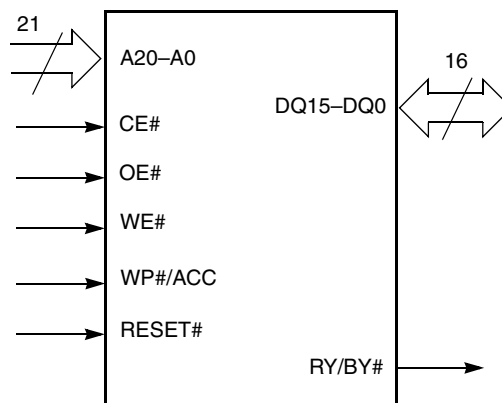 21
A20–A0
16
DQ15–DQ0
CE#
OE#
WE#
WP#/ACC
RESET#
RY/BY#